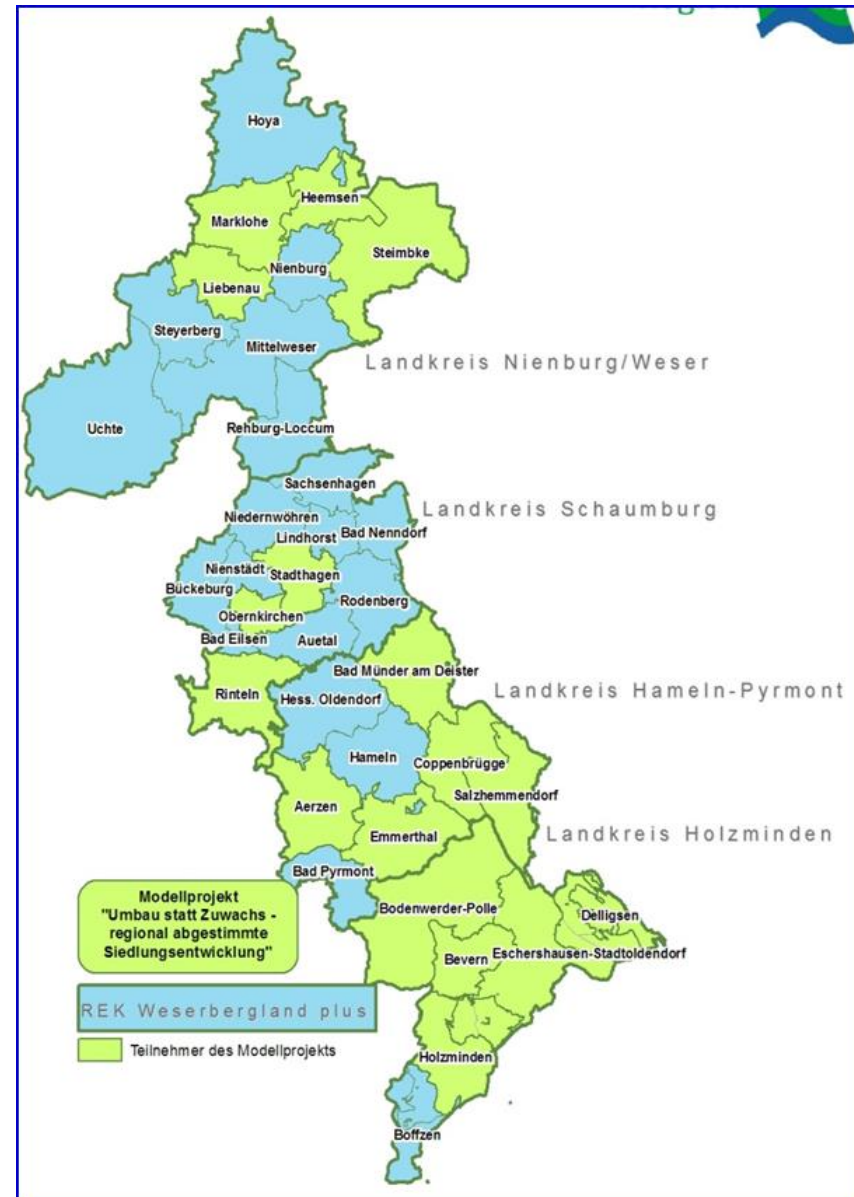 Hoya
Heemsen
Marklohe
Steimbke
Nienburg
Liebenau
Steyerberg
Mittelweser
Landkreis Nienburg/Weser
Uchte
Rehburg-Loccum
Sachsenhagen
Landkreis Schaumburg
Niedernwöhren
Lindhorst
Bad Nenndorf
Nienstädt
Stadthagen
Bückeburg
Rodenberg
Obernkirchen
Bad Eilsen
Auetal
Bad Münder am Deister
Rinteln
Hess. Oldendorf
Landkreis Hameln-Pyrmont
Hameln
Coppenbrügge
Aerzen
Salzhemmendorf
Emmerthal
Landkreis Holzminden
Bad Pyrmont
Modellprojekt
"Umbau statt Zuwachs -
regional abgestimmte
Siedlungsentwicklung"
Bodenwerder-Polle
Delligsen
Eschershausen-Stadtoldendorf
Bevern
REK Weserbergland plus
Teilnehmer des Modellprojekts
Holzminden
Boffzen